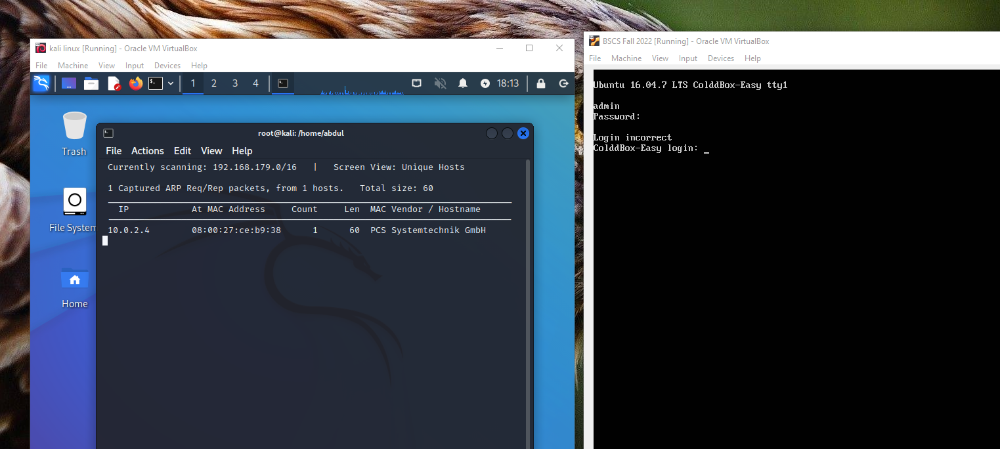 kali linux [Running] - Oracle VM VirtualBox
File Machine View Input Devices Help
1 2 3 4 18:13
Trash
File System
Home
root@kali: /home/abdul
File Actions Edit View Help
Currently scanning: 192.168.179.0/16 | Screen View: Unique Hosts
1 Captured ARP Req/Rep packets, from 1 hosts. Total size: 60
IP At MAC Address Count Len MAC Vendor / Hostname
10.0.2.4 08:00:27:ce:b9:38 1 60 PCS Systemtechnik GmbH
BSCS Fall 2022 [Running] - Oracle VM VirtualBox
File Machine View Input Devices Help
Ubuntu 16.04.7 LTS ColddBox-Easy tty1
admin
Password:
Login incorrect
ColddBox-Easy login: _